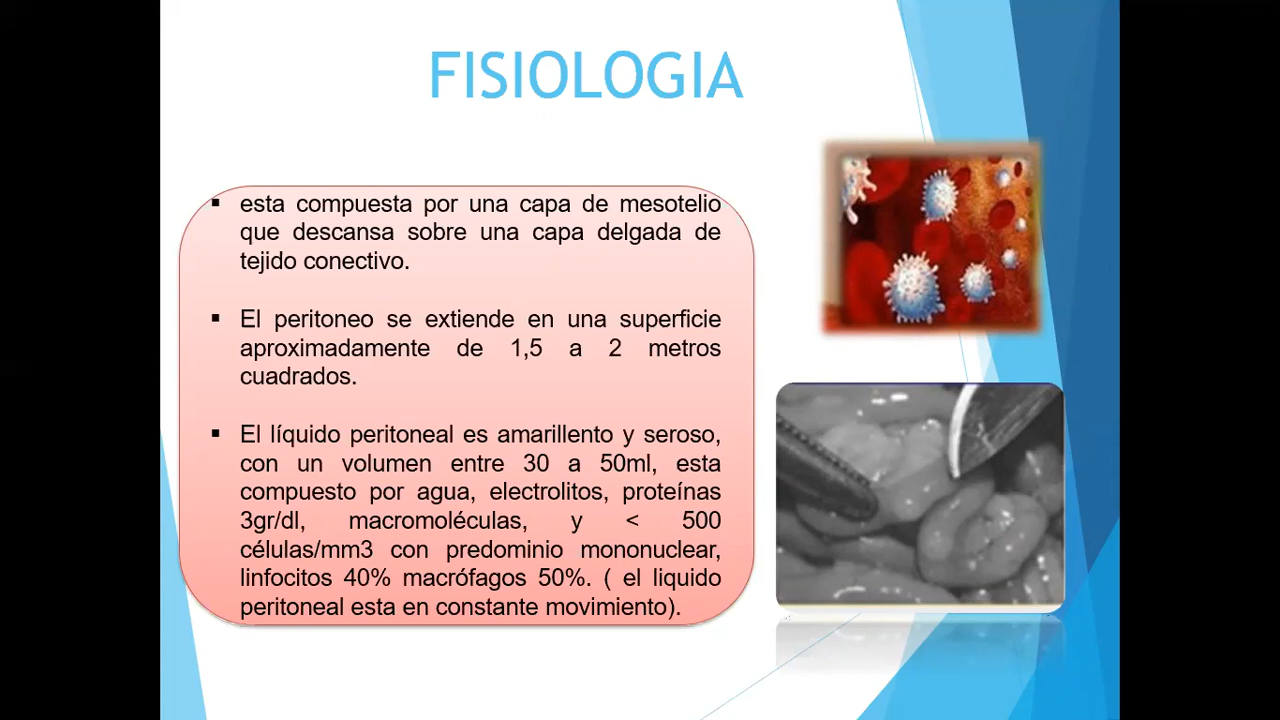 FISIOLOGIA
▪ esta compuesta por una capa de mesotelio
que descansa sobre una capa delgada de
tejido conectivo.
▪ El peritoneo se extiende en una superficie
aproximadamente de 1,5 a 2 metros
cuadrados.
▪ El líquido peritoneal es amarillento y seroso,
con un volumen entre 30 a 50ml, esta
compuesto por agua, electrolitos, proteínas
3gr/dl, macromoléculas, y < 500
células/mm3 con predominio mononuclear,
linfocitos 40% macrófagos 50%. ( el liquido
peritoneal esta en constante movimiento).